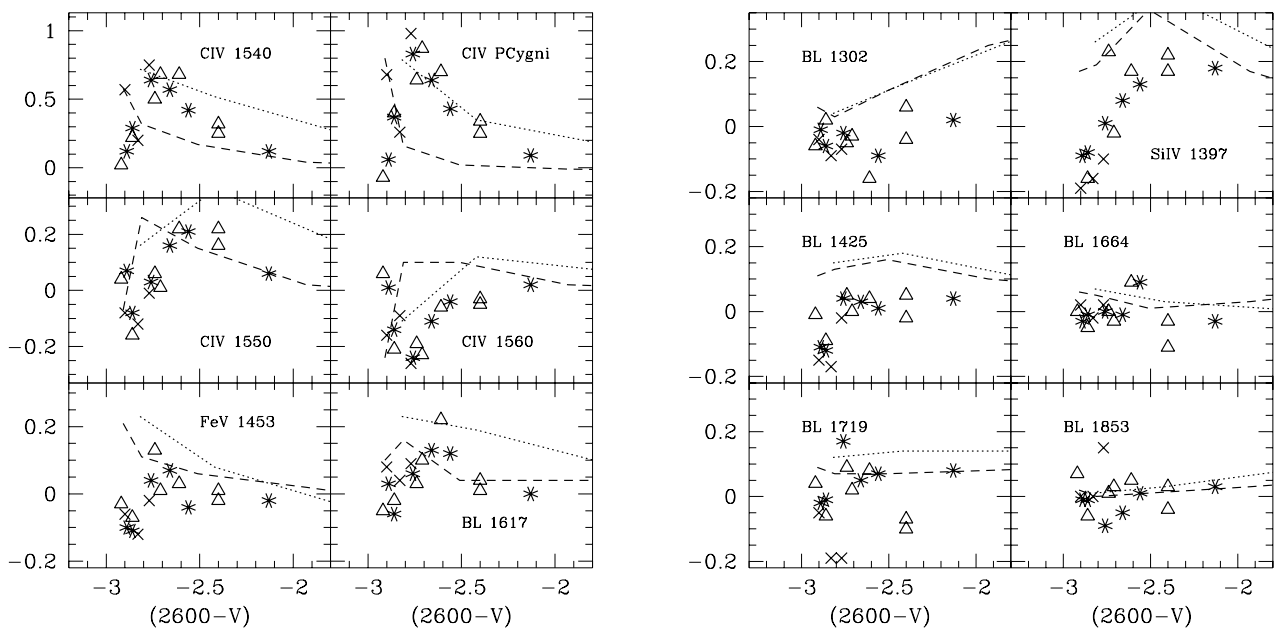 1
0.5
0
CIV 1540
CIV PCygni
0.2
0
−0.2
CIV 1550
CIV 1560
0.2
0
−0.2
FeV 1453
BL 1617
−3
−2.5
−2
−3
−2.5
−2
(2600−V)
(2600−V)
0.2
0
−0.2
BL 1302
SiIV 1397
0.2
0
−0.2
BL 1425
BL 1664
0.2
0
−0.2
BL 1719
BL 1853
−3
−2.5
−2
−3
−2.5
−2
(2600−V)
(2600−V)